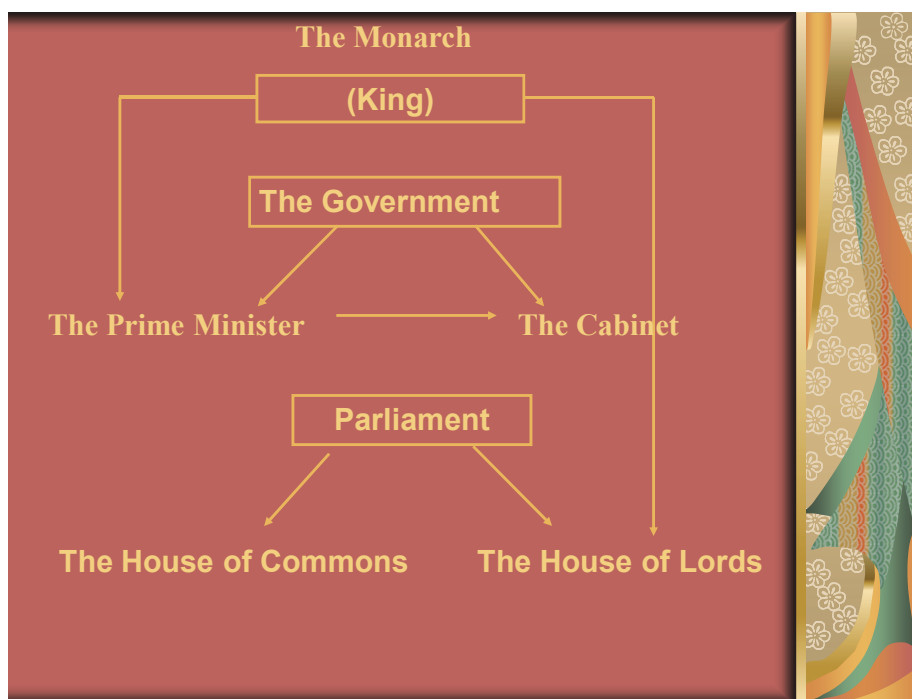 The Monarch
(King)
The Government
The Prime Minister
The Cabinet
Parliament
The House of Commons
The House of Lords